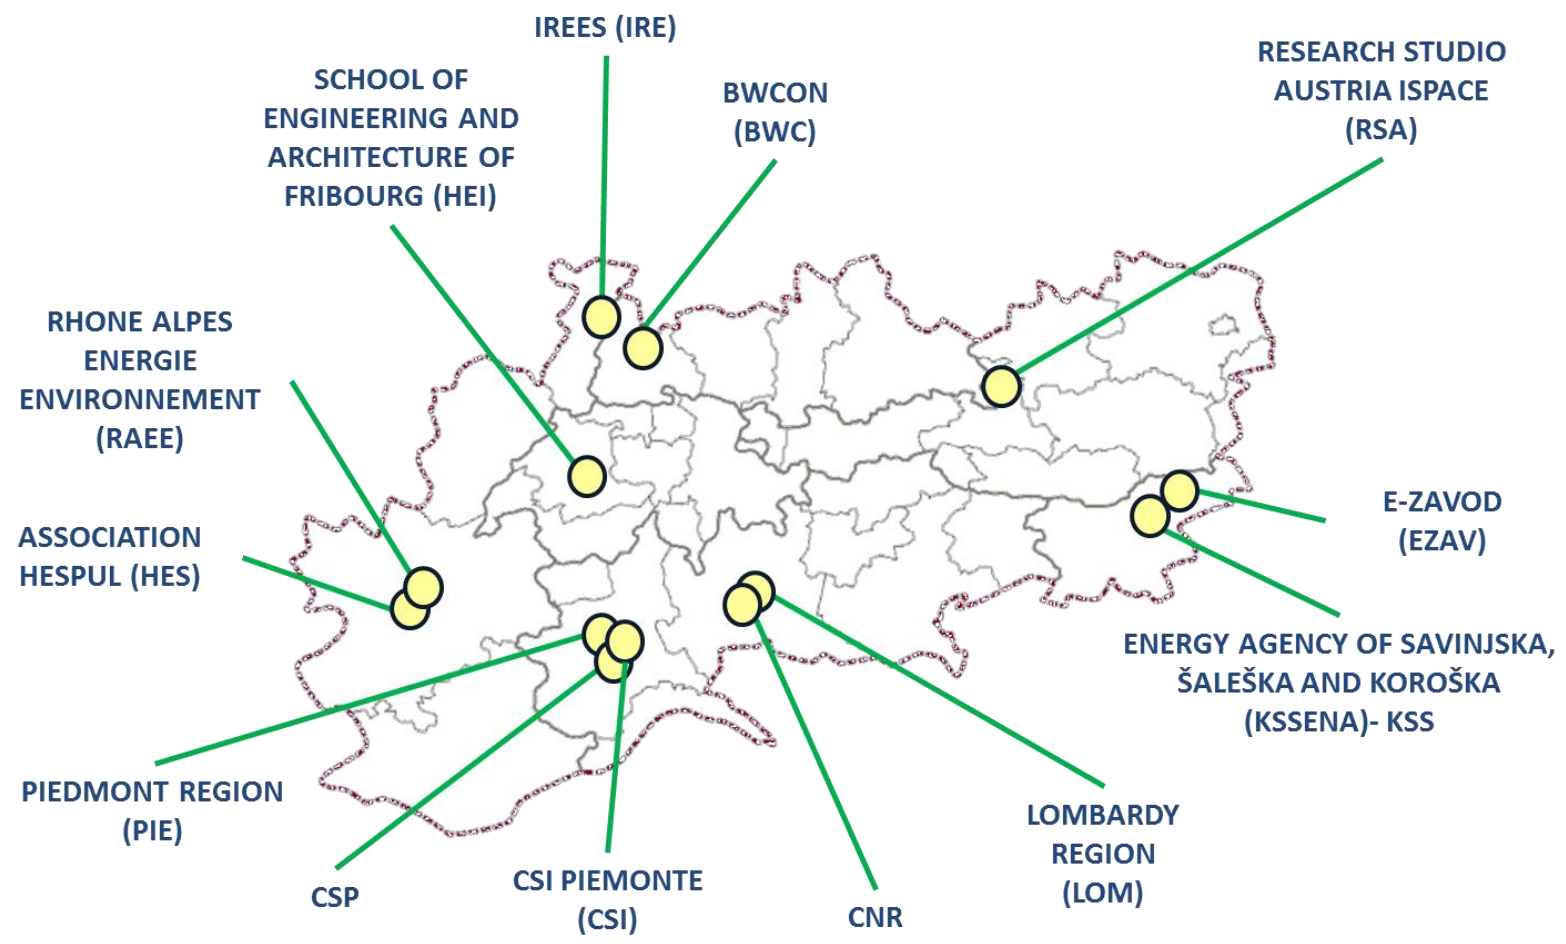 IREES (IRE)
SCHOOL OF
ENGINEERING AND
ARCHITECTURE OF
FRIBOURG (HEI)
BWCON
(BWC)
RESEARCH STUDIO
AUSTRIA ISPACE
(RSA)
RHONE ALPES
ENERGIE
ENVIRONNEMENT
(RAEE)
ASSOCIATION
HESPUL (HES)
E-ZAVOD
(EZAV)
ENERGY AGENCY OF SAVINJSKA,
ŠALEŠKA AND KOROŠKA
(KSSENA)- KSS
PIEDMONT REGION
(PIE)
CSP
CSI PIEMONTE
(CSI)
CNR
LOMBARDY
REGION
(LOM)